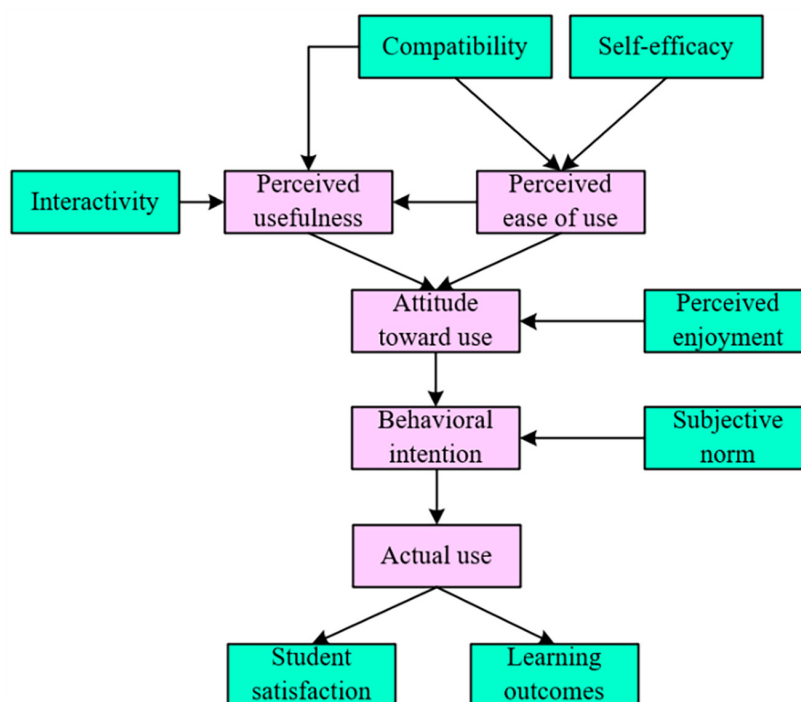 Compatibility
Self-efficacy
Interactivity
Perceived
usefulness
Perceived
ease of use
Attitude
toward use
Perceived
enjoyment
Behavioral
intention
Subjective
norm
Actual use
Student
satisfaction
Learning
outcomes